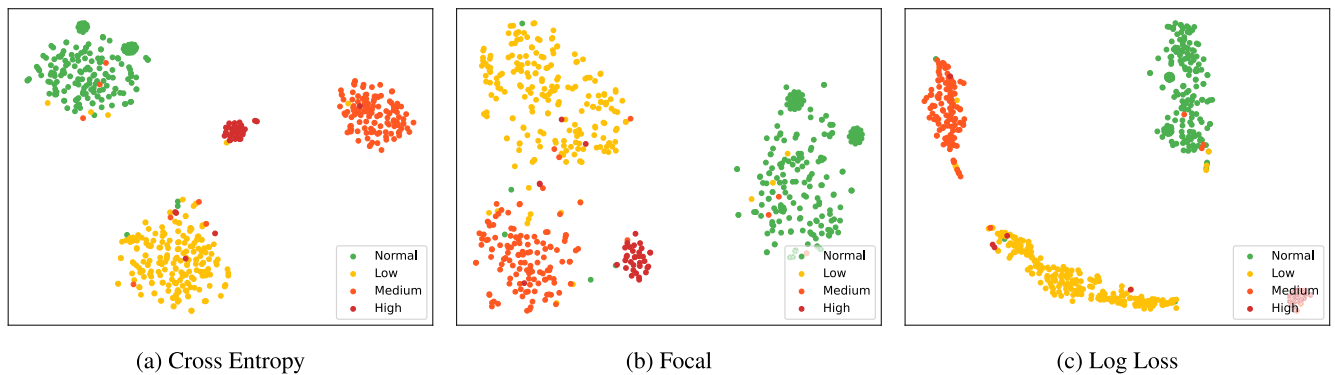 Normal
Low
Medium
High
Normal
Low
Medium
High
Normal
Low
Medium
High
(a) Cross Entropy
(b) Focal
(c) Log Loss